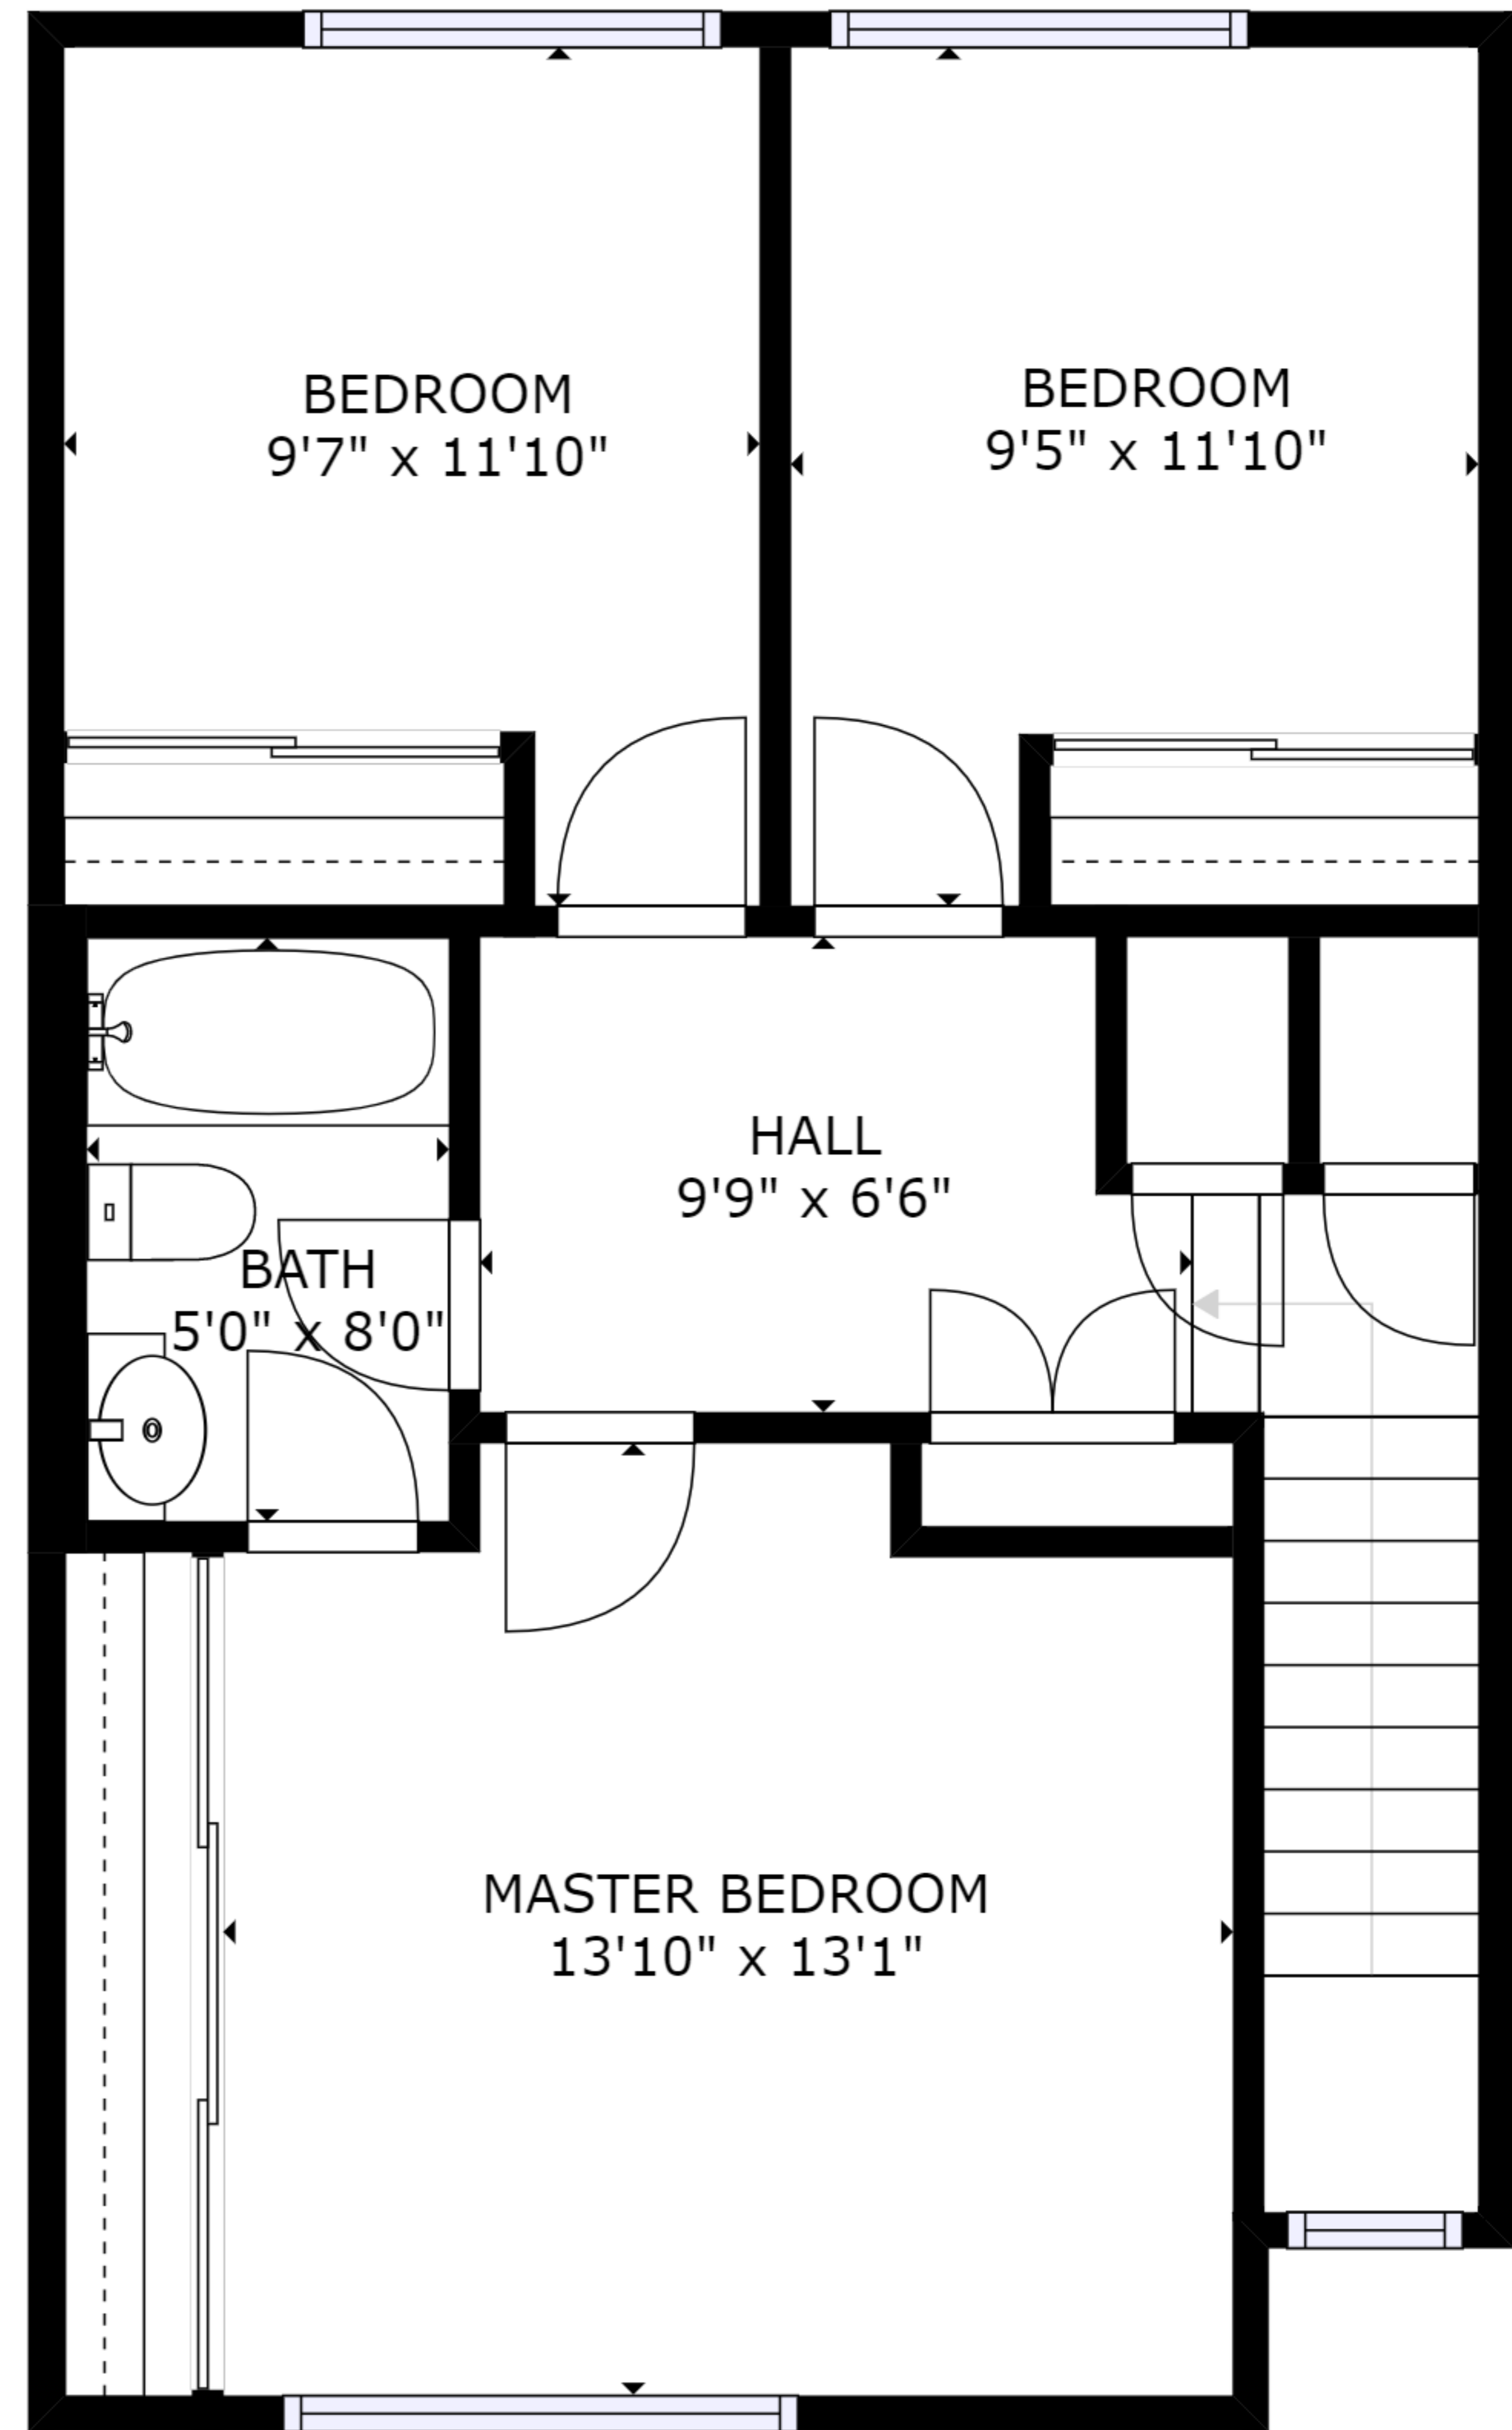 BEDROOM
9'7" x 11'10"
BEDROOM
9'5" x 11'10"
HALL
9'9" x 6'6"
BATH
5'0" x 8'0"
MASTER BEDROOM
13'10" x 13'1"